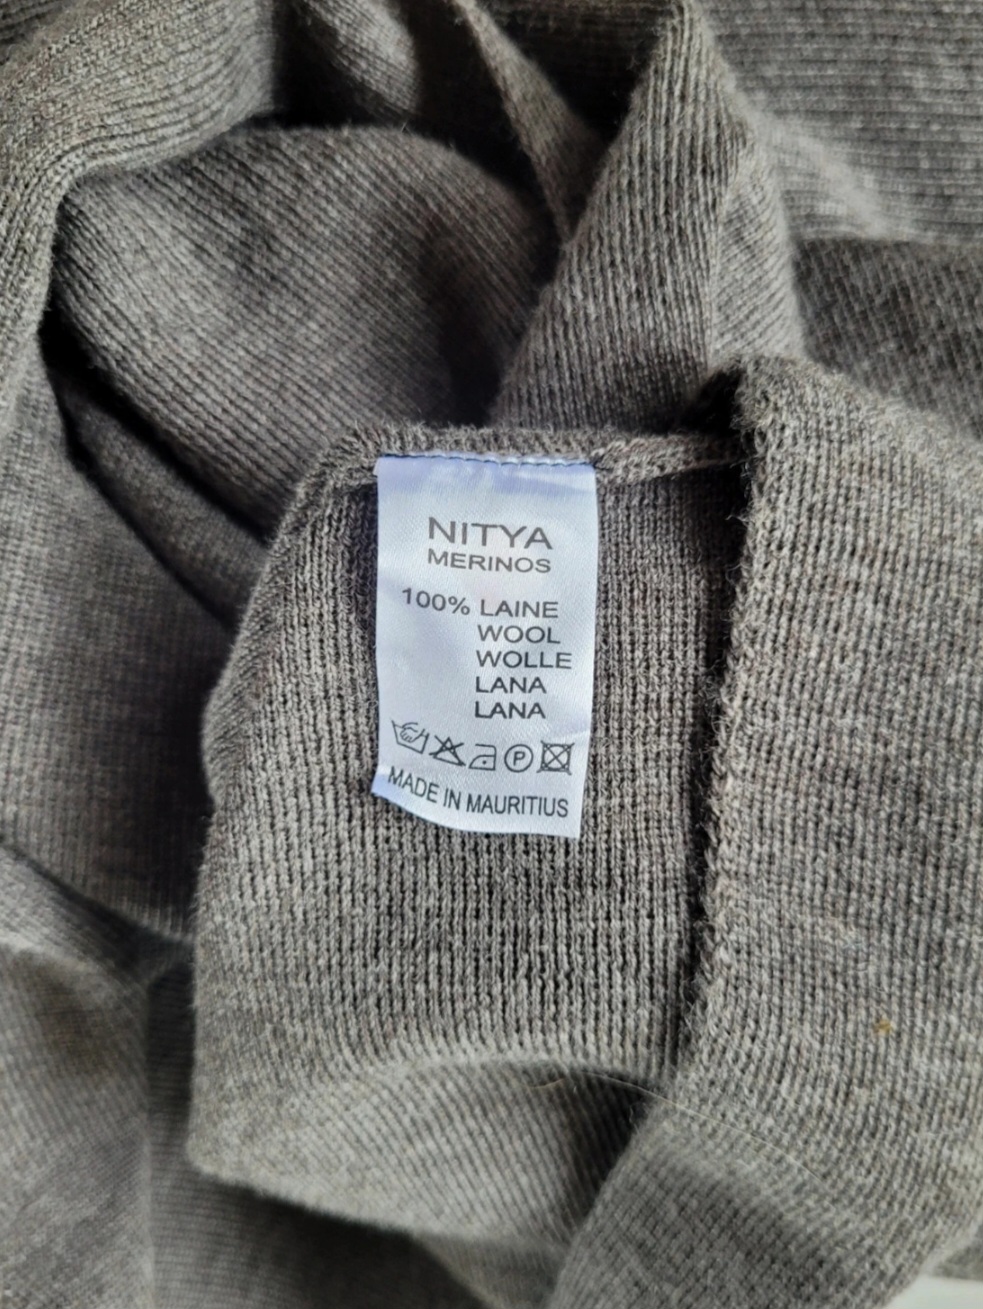 NITYA
MERINOS
100% LAINE
WOOL
WOLLE
LANA
LANA
P
MADE IN MAURITIUS